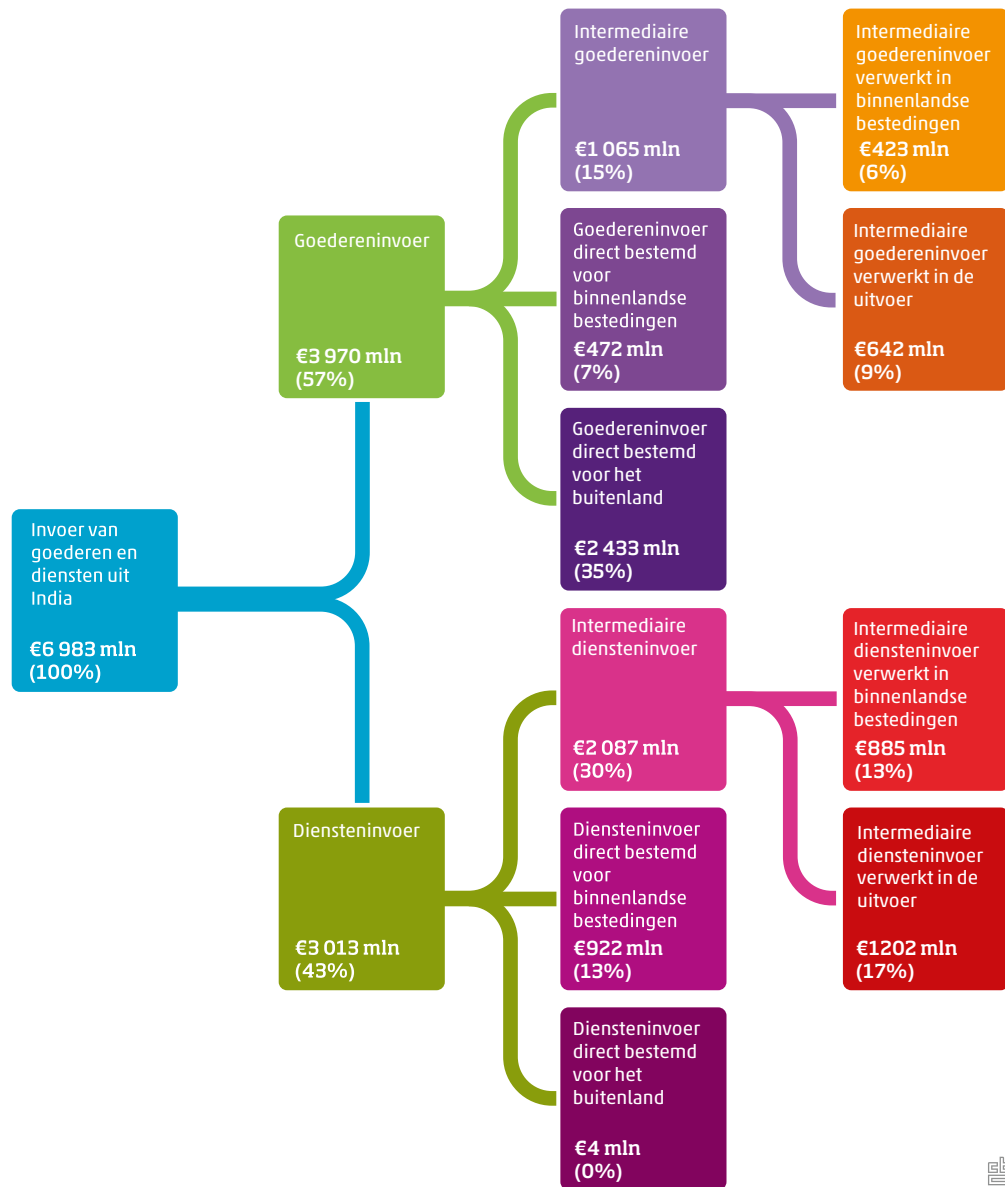 Invoer van
goederen en
diensten uit
India
€6 983 mln
(100%)
Goedereninvoer
€3 970 mln
(57%)
Diensteninvoer
€3 013 mln
(43%)
Intermediaire
goedereninvoer
€1 065 mln
(15%)
Goedereninvoer
direct bestemd
voor
binnenlandse
bestedingen
€472 mln
(7%)
Goedereninvoer
direct bestemd
voor het
buitenland
€2 433 mln
(35%)
Intermediaire
diensteninvoer
€2 087 mln
(30%)
Diensteninvoer
direct bestemd
voor
binnenlandse
bestedingen
€922 mln
(13%)
Diensteninvoer
direct bestemd
voor het
buitenland
€4 mln
(0%)
Intermediaire
goedereninvoer
verwerkt in
binnenlandse
bestedingen
€423 mln
(6%)
Intermediaire
goedereninvoer
verwerkt in de
uitvoer
€642 mln
(9%)
Intermediaire
diensteninvoer
verwerkt in
binnenlandse
bestedingen
€885 mln
(13%)
Intermediaire
diensteninvoer
verwerkt in de
uitvoer
€1202 mln
(17%)